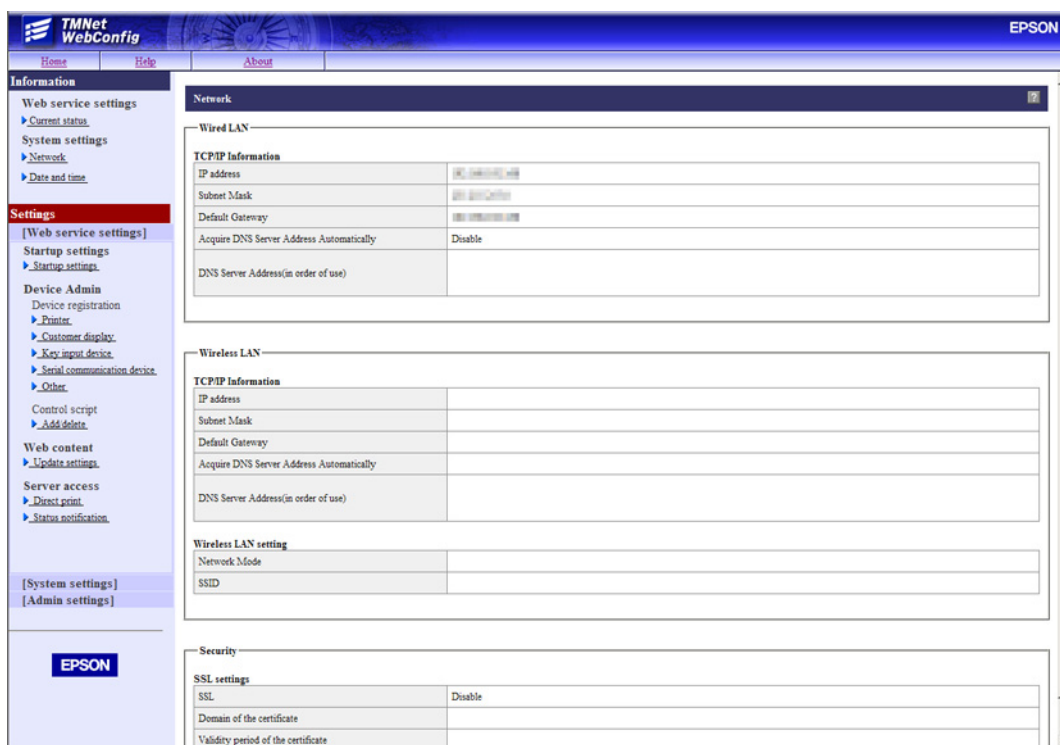 TMNet
WebConfig
EPSON
Home Help About
Information
Web service settings
Current status
System settings
Network
Date and time
Settings
[Web service settings]
Startup settings
Startup settings
Device Admin
Device registration
Printer
Customer display
Key input device
Serial communication device
Other
Control script
Add/delete
Web content
Update settings
Server access
Direct print
Status notification
[System settings]
[Admin settings]
EPSON
Network ?
Wired LAN
TCP/IP Information
IP address
Subnet Mask
Default Gateway
Acquire DNS Server Address Automatically Disable
DNS Server Address(in order of use)
Wireless LAN
TCP/IP Information
IP address
Subnet Mask
Default Gateway
Acquire DNS Server Address Automatically
DNS Server Address(in order of use)
Wireless LAN setting
Network Mode
SSID
Security
SSL settings
SSL Disable
Domain of the certificate
Validity period of the certificate